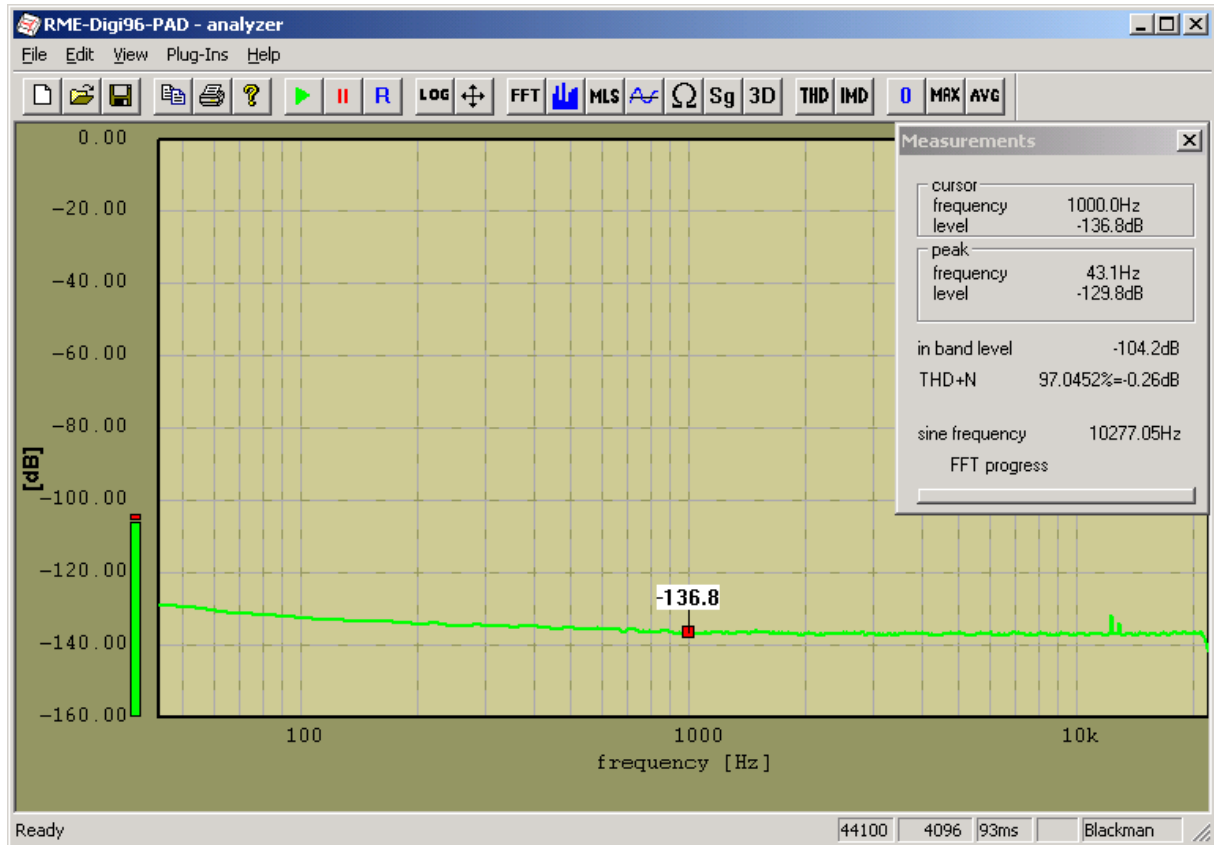 RME-Digi96-PAD - analyzer
File Edit View Plug-Ins Help
R LOG FFT MLS Ω Sg 3D THD IMD 0 MAX AVG
Measurements
cursor
frequency 1000.0Hz
level -136.8dB
peak
frequency 43.1Hz
level -129.8dB
in band level -104.2dB
THD+N 97.0452%=-0.26dB
sine frequency 10277.05Hz
FFT progress
0.00
-20.00
-40.00
-60.00
-80.00
[dB]
-100.00
-120.00
-136.8
-140.00
-160.00
100 1000 10k
frequency [Hz]
Ready 44100 4096 93ms Blackman